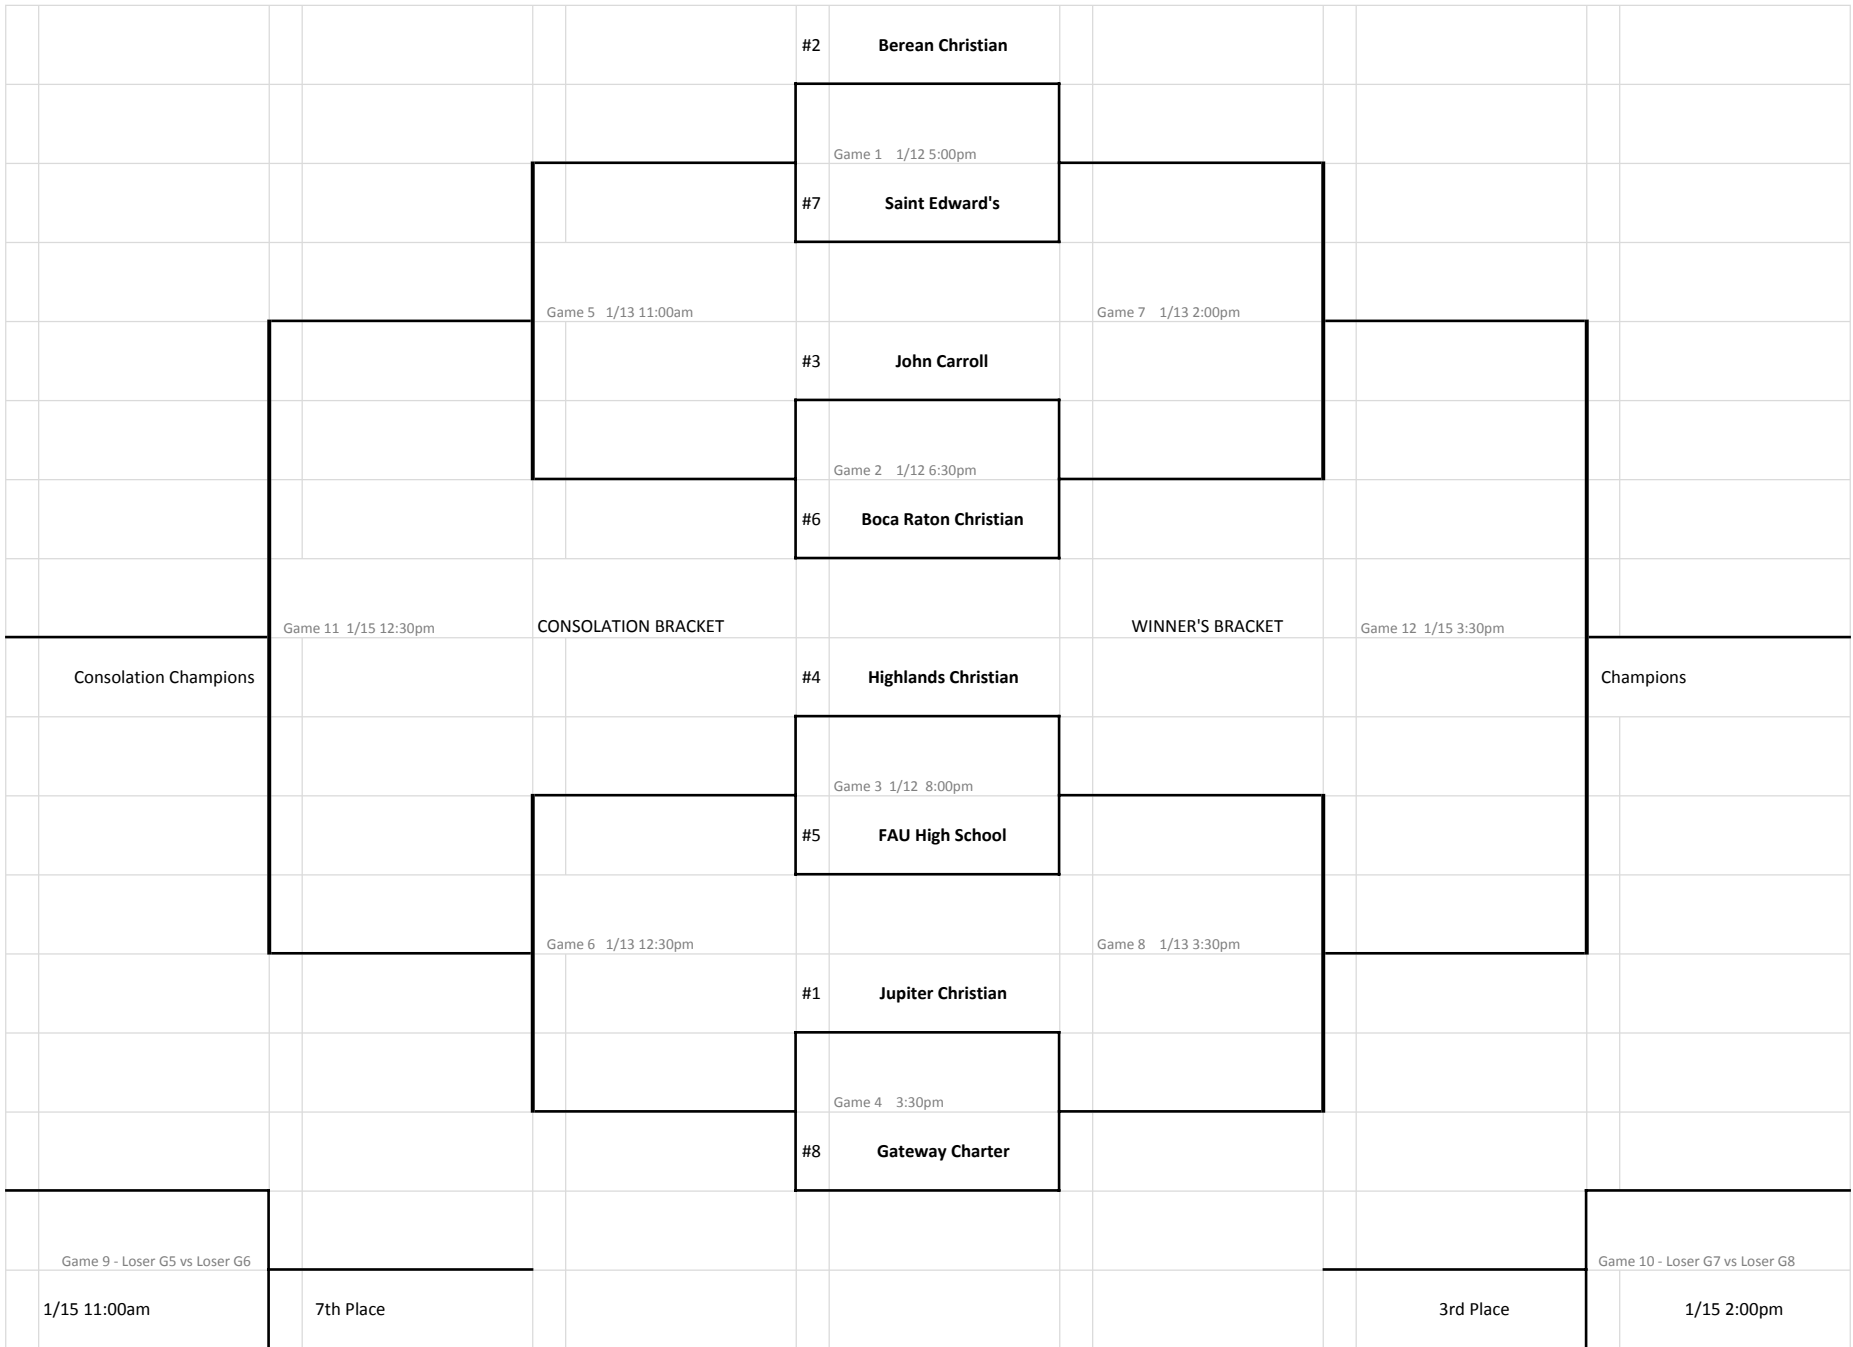 #2 Berean Christian
Game 1 1/12 5:00pm
#7 Saint Edward's
Game 5 1/13 11:00am
Game 7 1/13 2:00pm
#3 John Carroll
Game 2 1/12 6:30pm
#6 Boca Raton Christian
Game 11 1/15 12:30pm
CONSOLATION BRACKET
WINNER'S BRACKET
Game 12 1/15 3:30pm
Consolation Champions
#4 Highlands Christian
Champions
Game 3 1/12 8:00pm
#5 FAU High School
Game 6 1/13 12:30pm
Game 8 1/13 3:30pm
#1 Jupiter Christian
Game 4 3:30pm
#8 Gateway Charter
Game 9 - Loser G5 vs Loser G6
Game 10 - Loser G7 vs Loser G8
1/15 11:00am
7th Place
3rd Place
1/15 2:00pm